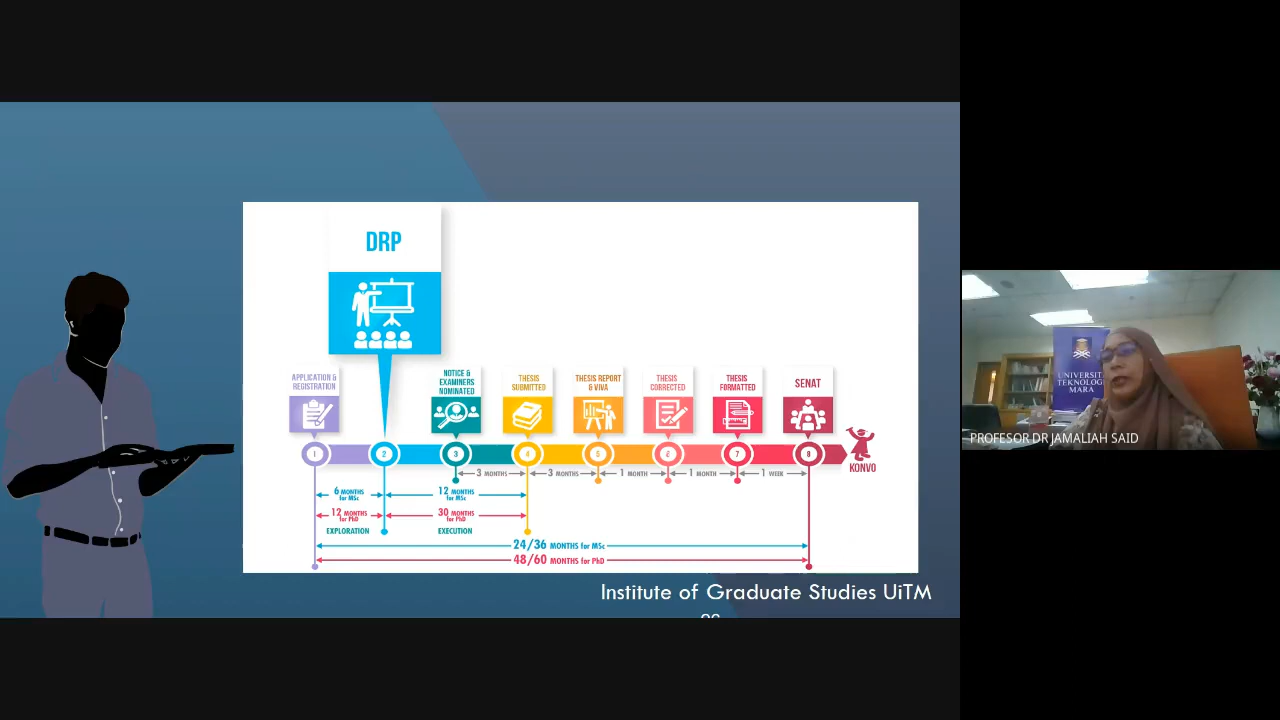 DRP
APPLICATION &
REGISTRATION
NOTICE &
EXAMINERS
NOMINATED
THESIS
SUBMITTED
THESIS REPORT
& VIVA
THESIS
CORRECTED
THESIS
FORMATTED
SENAT
1
2
3
4
5
6
7
8
KONVO
3 MONTHS
3 MONTHS
1 MONTH
1 MONTH
1 WEEK
6 MONTHS
for MSc
12 MONTHS
for MSc
12 MONTHS
for PhD
30 MONTHS
for PhD
EXPLORATION
EXECUTION
24/36 MONTHS for MSc
48/60 MONTHS for PhD
Institute of Graduate Studies UiTM
UNIVERSITI
TEKNOLOGI
MARA
PROFESOR DR JAMALIAH SAID